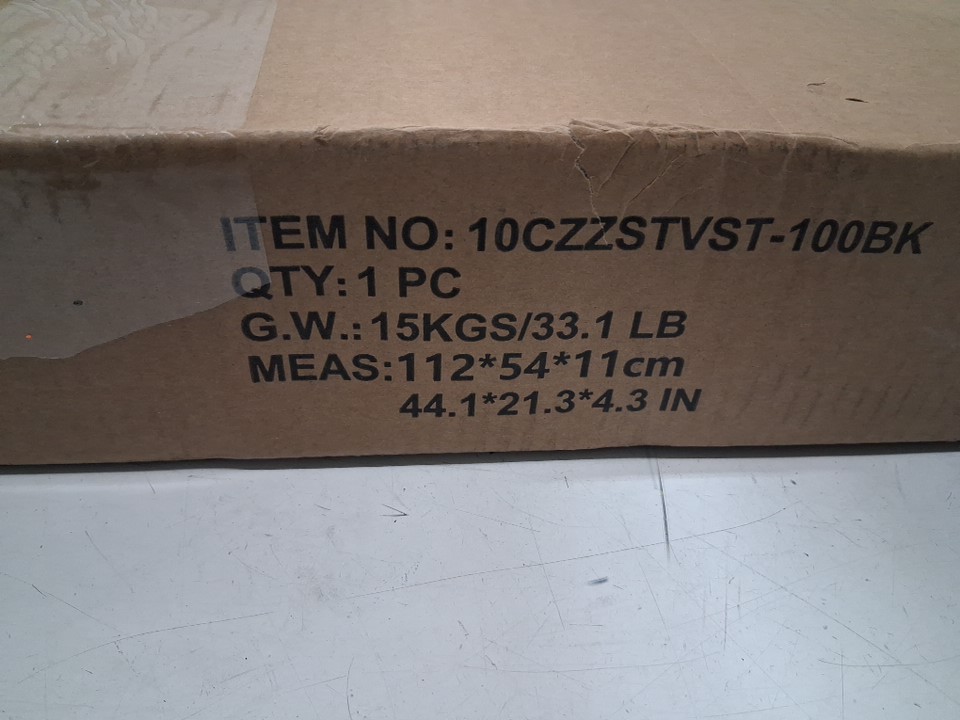 ITEM NO: 10CZZSTVST-100BK
QTY: 1 PC
G.W.: 15KGS/33.1 LB
MEAS:112*54*11cm
44.1*21.3*4.3 IN